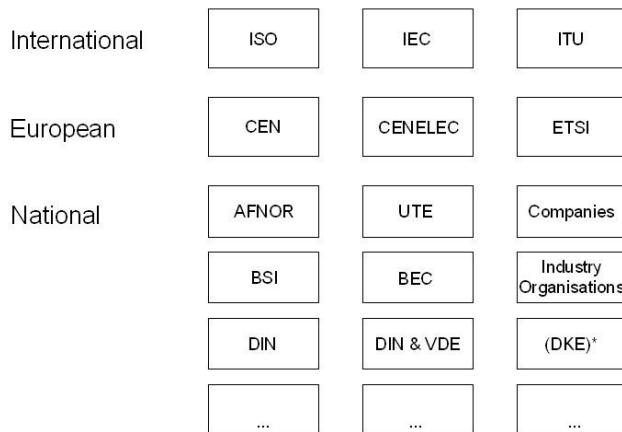 International ISO IEC ITU
European CEN CENELEC ETSI
National AFNOR UTE Companies
BSI BEC Industry
Organisations
DIN DIN & VDE (DKE)*
... ... ...